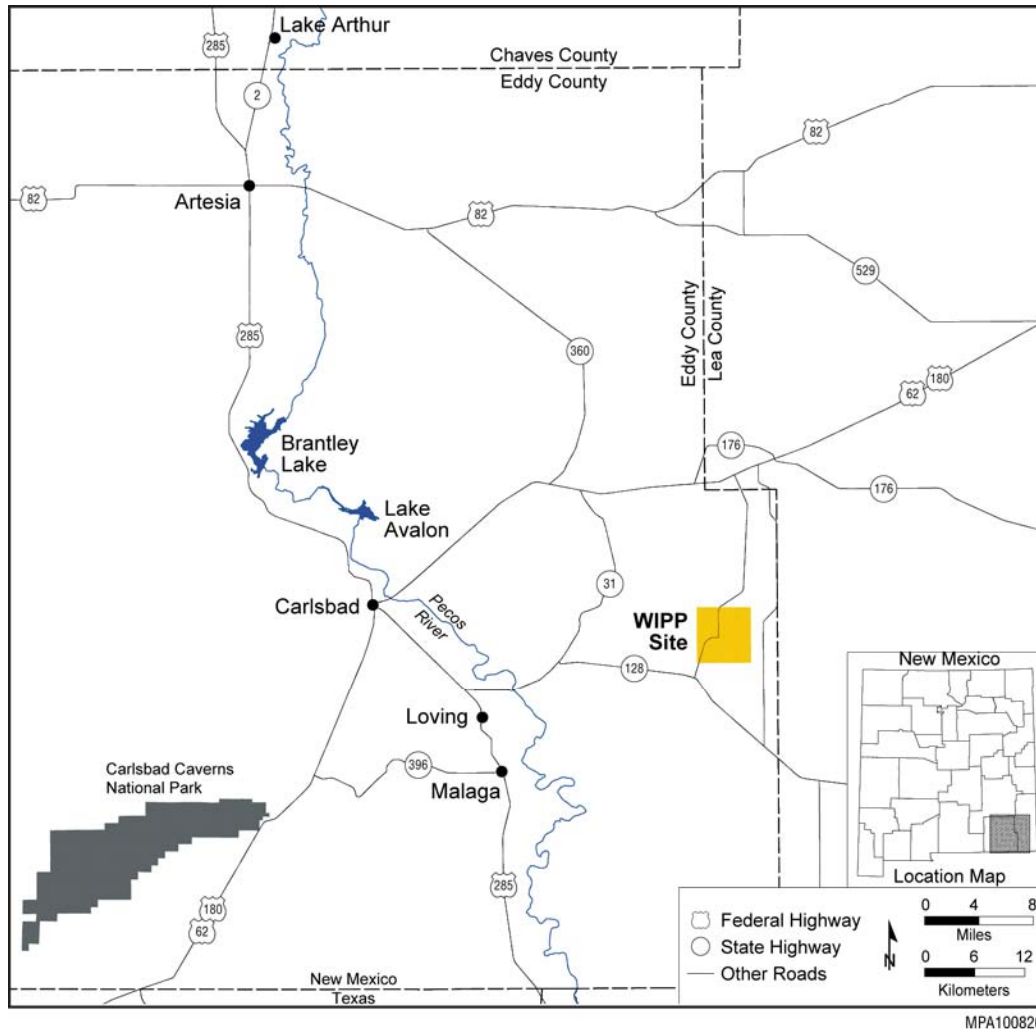 Lake Arthur
285
Chaves County
Eddy County
2
82
82
Artesia
82
82
529
285
360
Eddy County
Lea County
180
62
Brantley
Lake
176
176
Lake
Avalon
31
Carlsbad
Pecos
River
WIPP
Site
128
New Mexico
Loving
396
Malaga
Carlsbad Caverns
National Park
Location Map
285
180
62
Federal Highway
State Highway
Other Roads
N
0 4 8
Miles
0 6 12
Kilometers
New Mexico
Texas